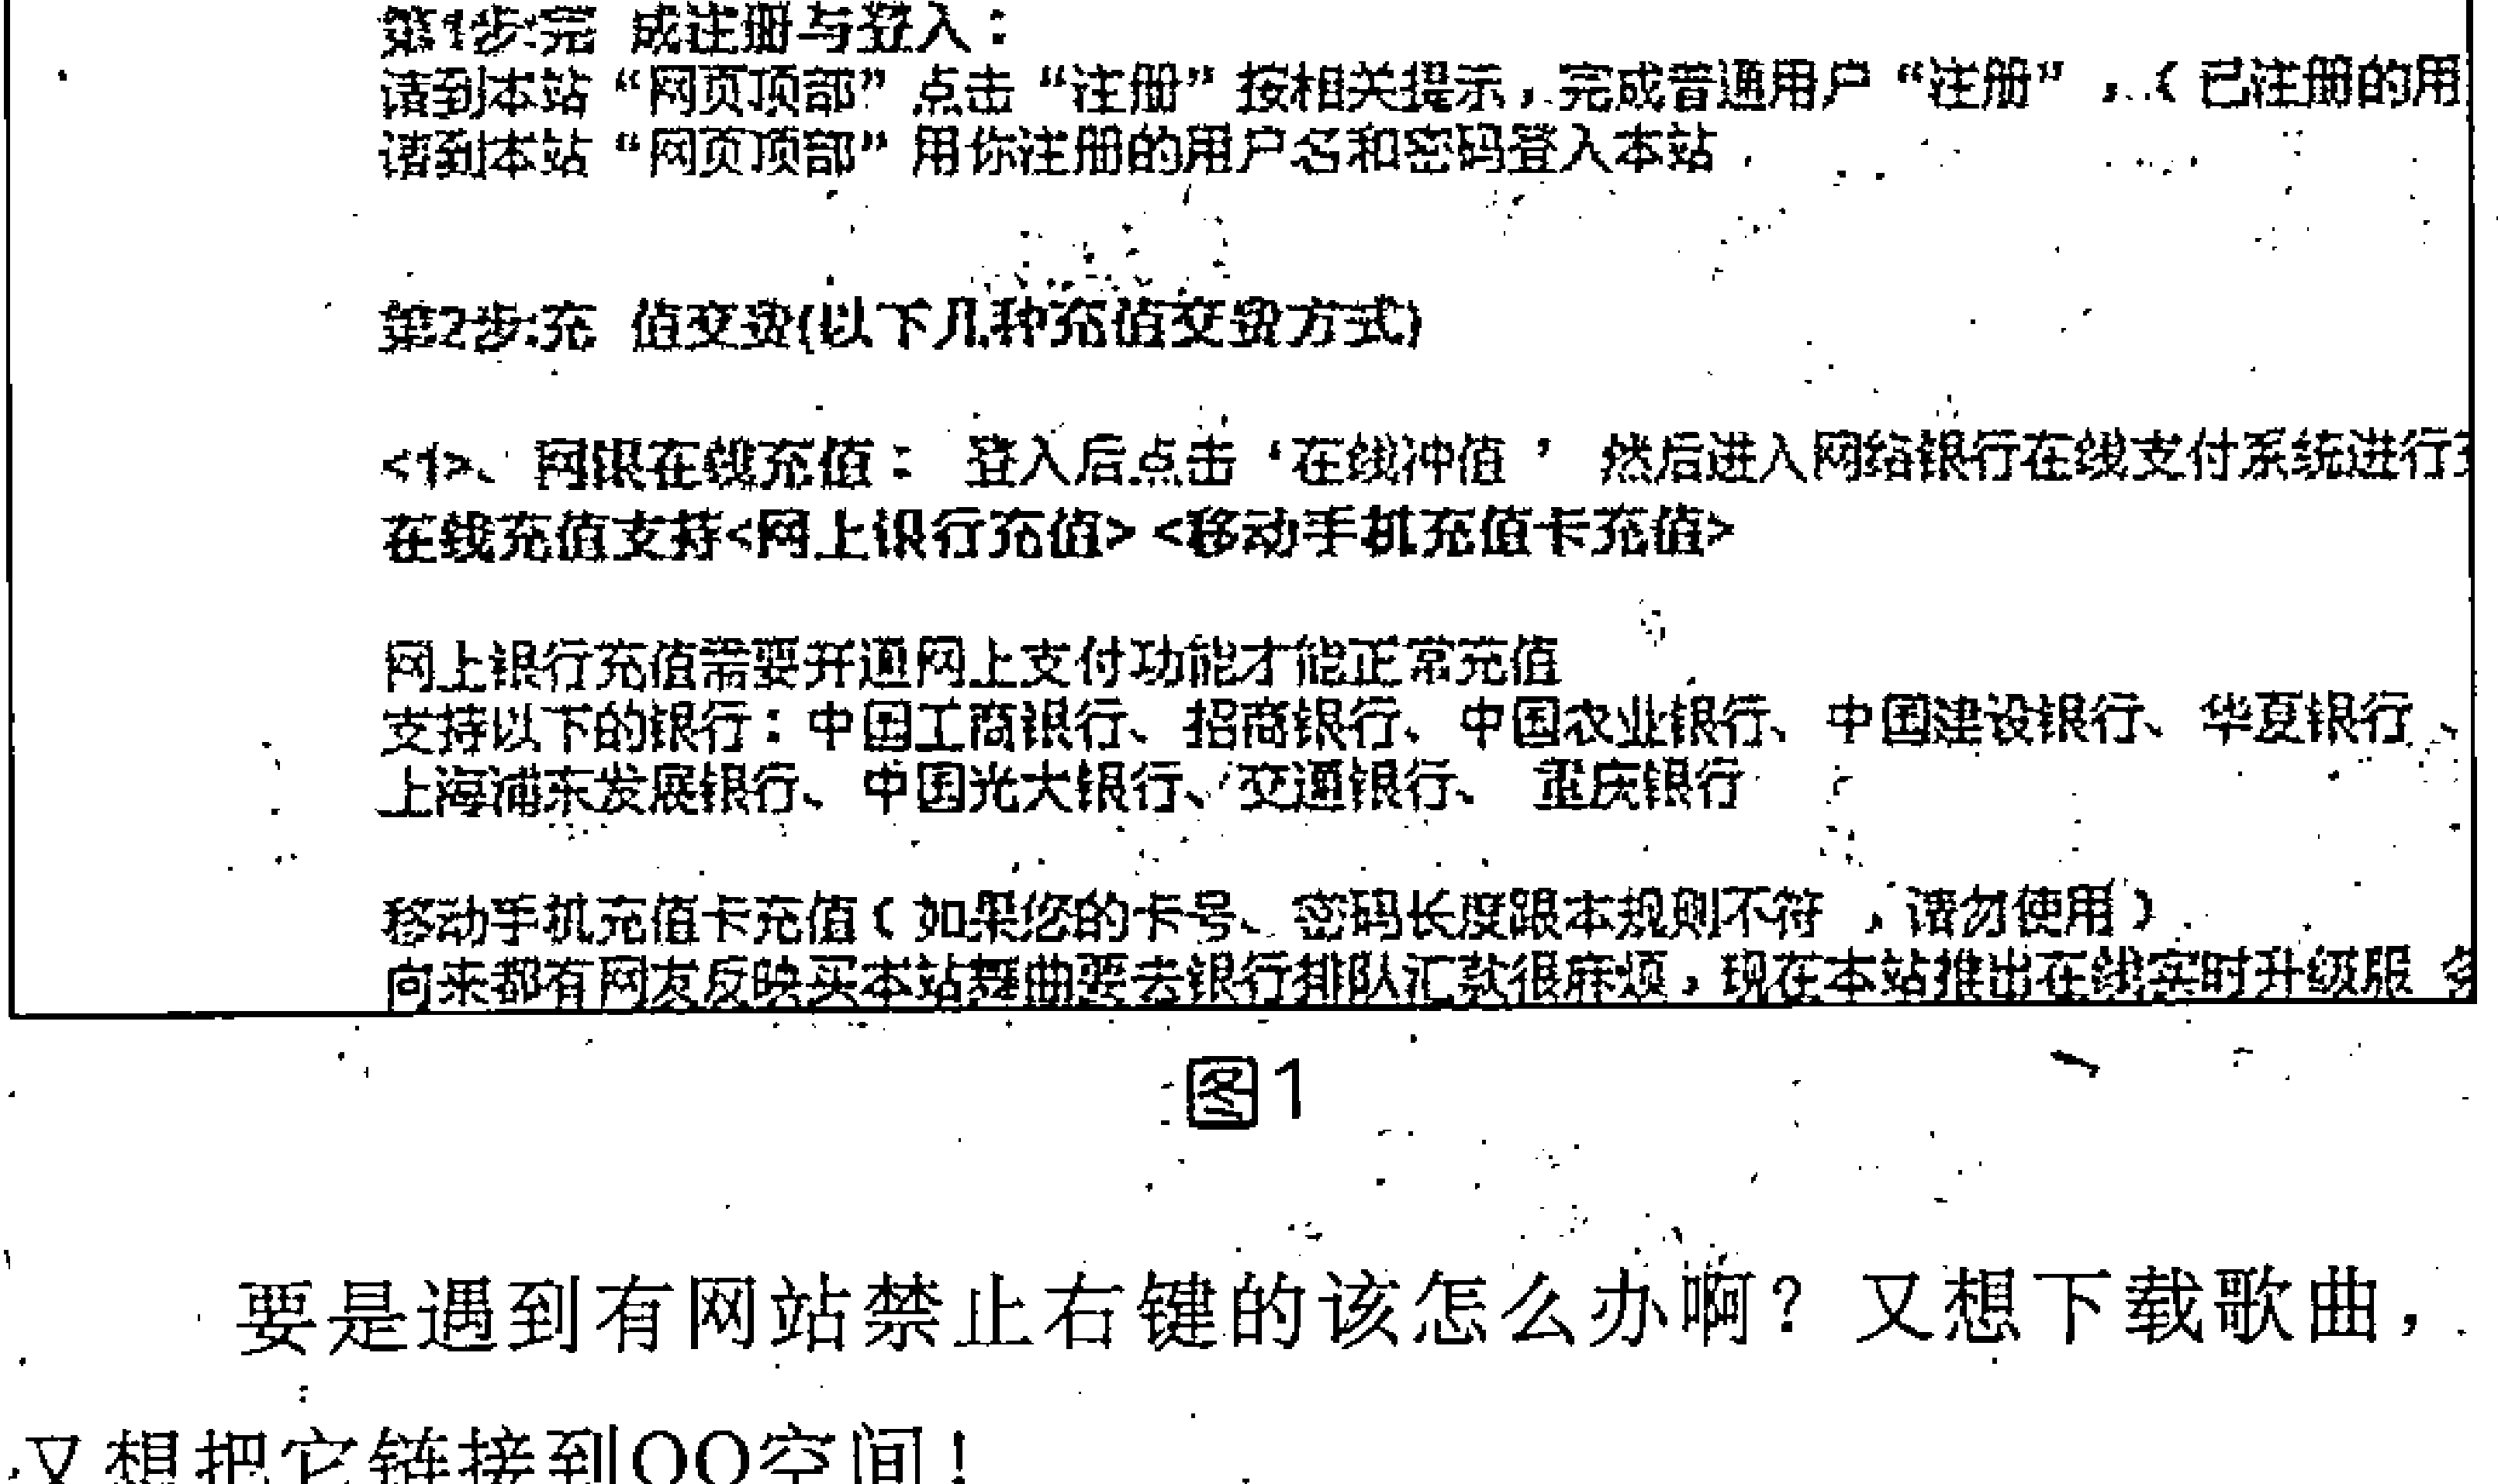 第1步:完 成注册与登入：
请到本站“网页顶部”点击“注册”按相关提示，完成普通用户“注册”，（已注册的用
请到本站“网页顶部”用你注册的用户名和密码登入本站
第2步:充 值交费(以下几种充值交费方式)
<1>、网银在线充值： 登入后点击‘在线冲值’ 然后进入网络银行在线支付系统进行
在线充值支持<网上银行充值><移动手机充值卡充值>
网上银行充值需要开通网上支付功能才能正常充值
支持以下的银行：中国工商银行、招商银行、中国农业银行、中国建设银行、华夏银行、
上海浦东发展银行、中国光大银行、交通银行、 重庆银行
移动手机充值卡充值（如果您的卡号、密码长度跟本规则不符，请勿使用）
向来都有网友反映买本站舞曲要去银行排队汇款很麻烦，现在本站推出在线实时升级服 务
图1
要是遇到有网站禁止右键的该怎么办啊？又想下载歌曲，
又想把它链接到QQ空间！